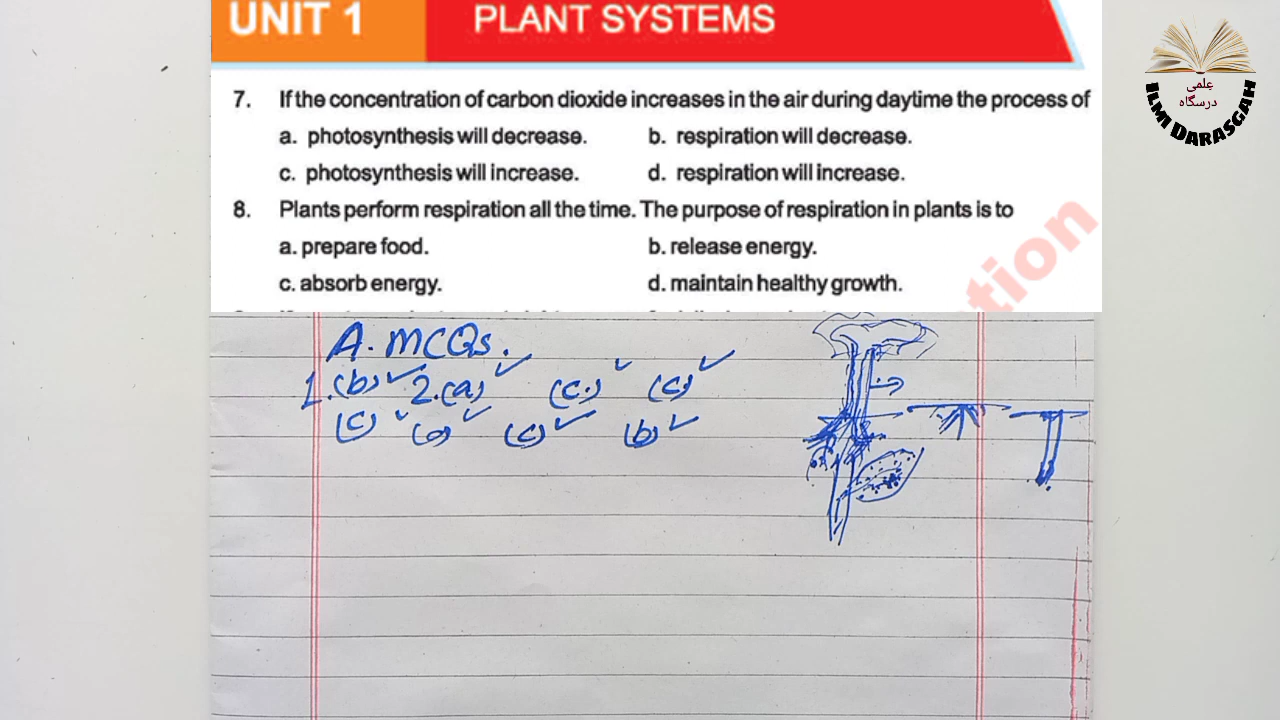 UNIT 1 PLANT SYSTEMS
7. If the concentration of carbon dioxide increases in the air during daytime the process of
a. photosynthesis will decrease. b. respiration will decrease.
c. photosynthesis will increase. d. respiration will increase.
8. Plants perform respiration all the time. The purpose of respiration in plants is to
a. prepare food. b. release energy.
c. absorb energy. d. maintain healthy growth.
tion
علمی
درسگاہ
ILMI DARASGAH
A. MCQs.
1. (b) 2. (a) (c) (c)
(c) (a) (c) (b)